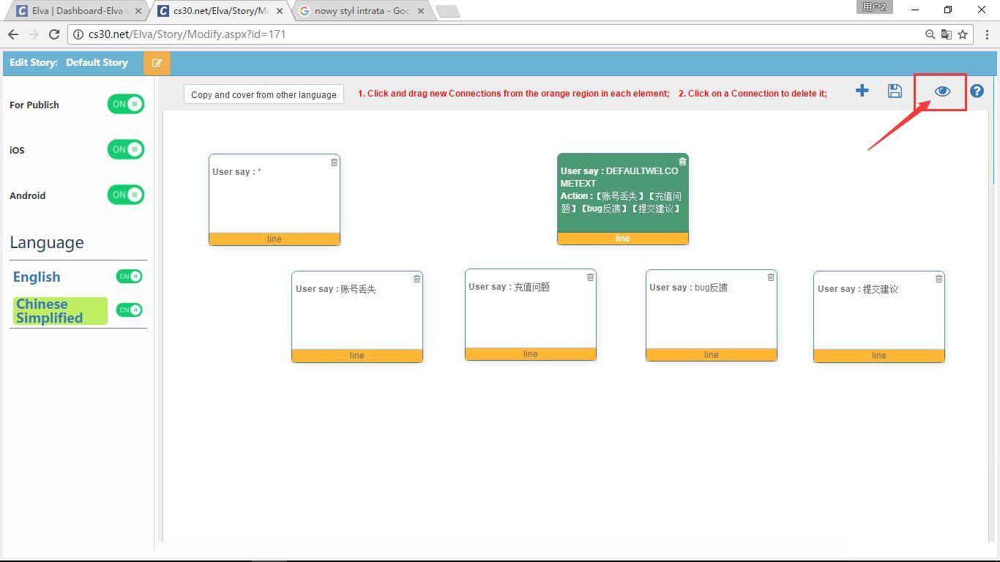 Elva | Dashboard-Elva
cs30.net/Elva/Story/Mo
nowy styl intrata - Goo
用户2
cs30.net/Elva/Story/Modify.aspx?id=171
Edit Story: Default Story
Copy and cover from other language
1. Click and drag new Connections from the orange region in each element; 2. Click on a Connection to delete it;
For Publish ON
iOS ON
Android ON
Language
English ON
Chinese
Simplified ON
User say : *
line
User say : DEFAULTWELCO
METEXT
Action :【账号丢失】【充值问
题】【bug反馈】【提交建议】
line
User say : 账号丢失
line
User say : 充值问题
line
User say : bug反馈
line
User say : 提交建议
line